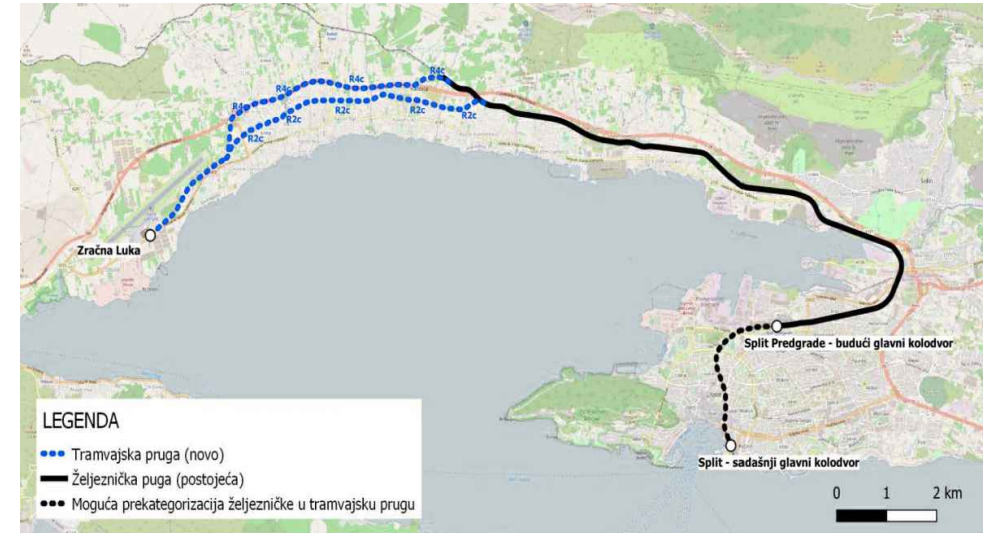 R4c
R4c
R4c
R4
R2c
R2c
R2c
R2c
R2c
Zračna Luka
Split Predgrađe - budući glavni kolodvor
Split - sadašnji glavni kolodvor
LEGENDA
Tramvajska pruga (novo)
Željeznička puga (postojeća)
Moguća prekategorizacija željezničke u tramvajsku prugu
0 1 2 km